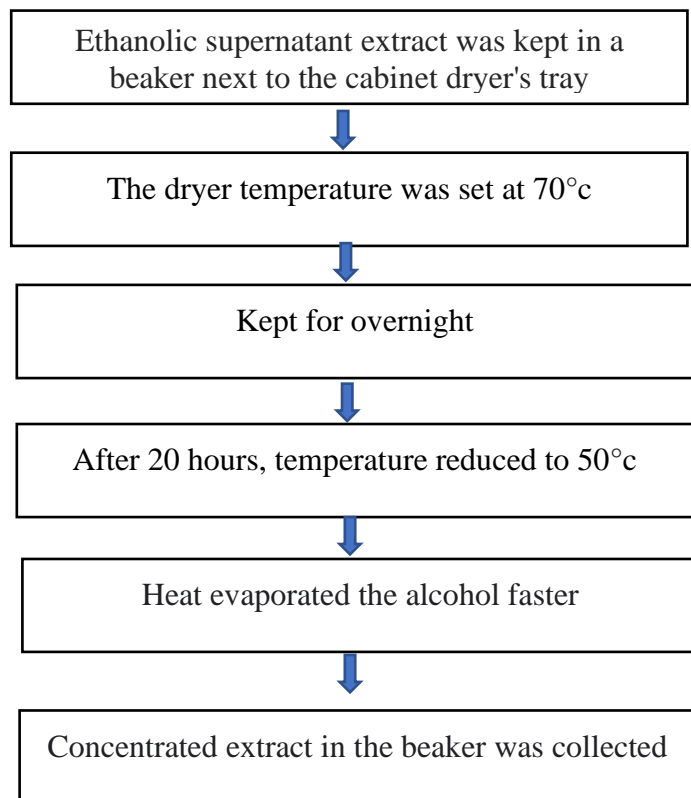 Ethanolic supernatant extract was kept in a
beaker next to the cabinet dryer's tray
The dryer temperature was set at 70°c
Kept for overnight
After 20 hours, temperature reduced to 50°c
Heat evaporated the alcohol faster
Concentrated extract in the beaker was collected